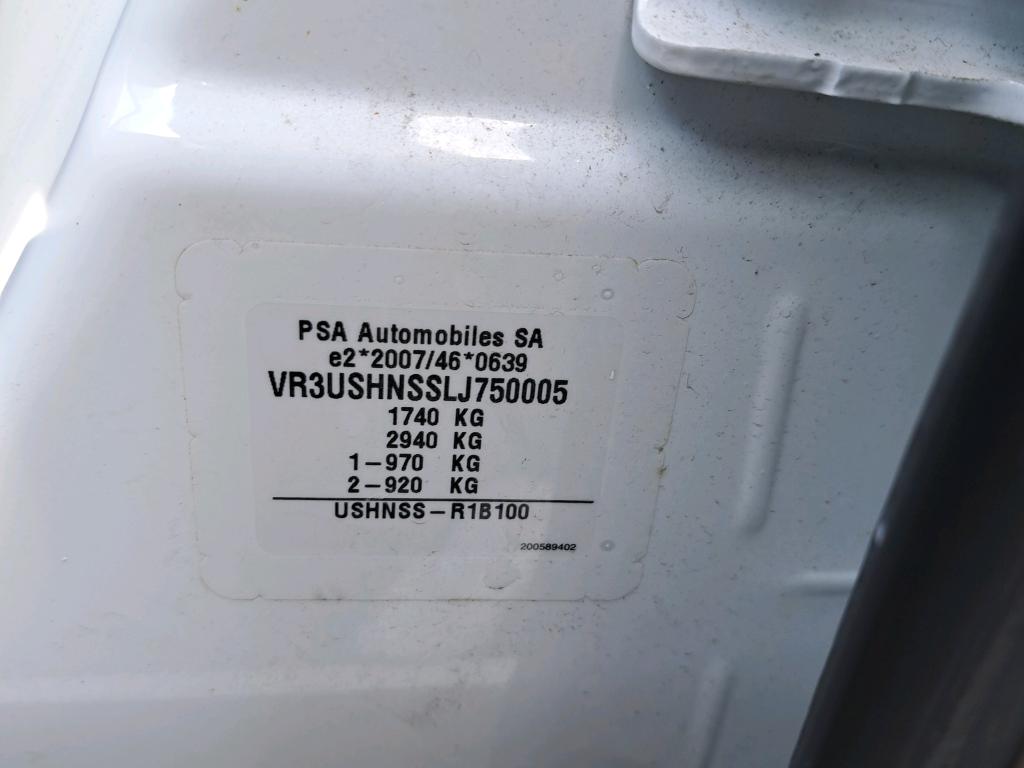 PSA Automobiles SA
e2*2007/46*0639
VR3USHNSSLJ750005
1740 KG
2940 KG
1-970 KG
2-920 KG
USHNSS-R1B100
200589402